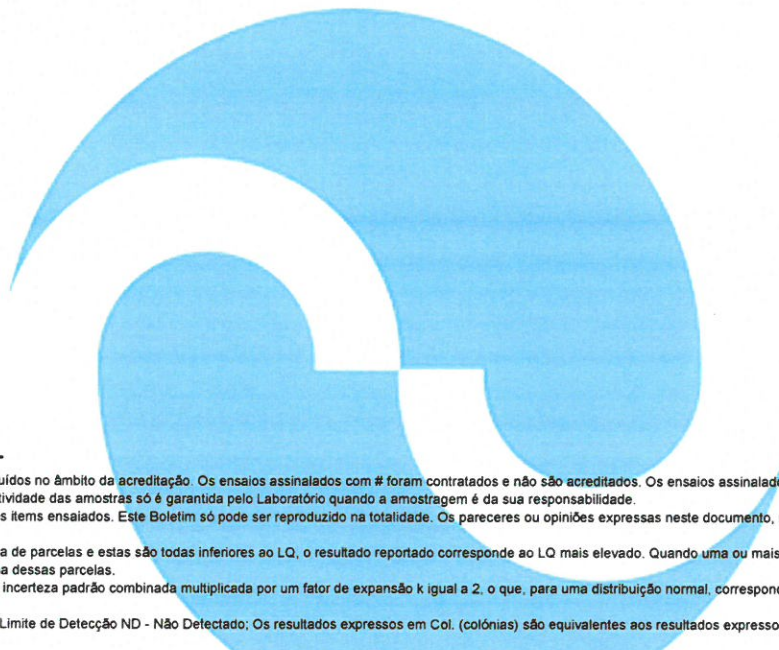 uídos no âmbito da acreditação. Os ensaios assinalados com # foram contratados e não são acreditados. Os ensaios assinalado
tividade das amostras só é garantida pelo Laboratório quando a amostragem é da sua responsabilidade.
s items ensaiados. Este Boletim só pode ser reproduzido na totalidade. Os pareceres ou opiniões expressas neste documento,
a de parcelas e estas são todas inferiores ao LQ, o resultado reportado corresponde ao LQ mais elevado. Quando uma ou mais
a dessas parcelas.
incerteza padrão combinada multiplicada por um fator de expansão k igual a 2, o que, para uma distribuição normal, correspond
Limite de Detecção ND - Não Detectado; Os resultados expressos em Col. (colónias) são equivalentes aos resultados expresso